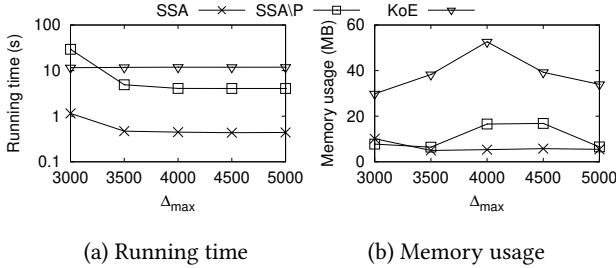 SSA SSA\P KoE
Running time (s)
100
10
1
0.1
3000 3500 4000 4500 5000
Δmax
(a) Running time
Memory usage (MB)
60
40
20
0
3000 3500 4000 4500 5000
Δmax
(b) Memory usage